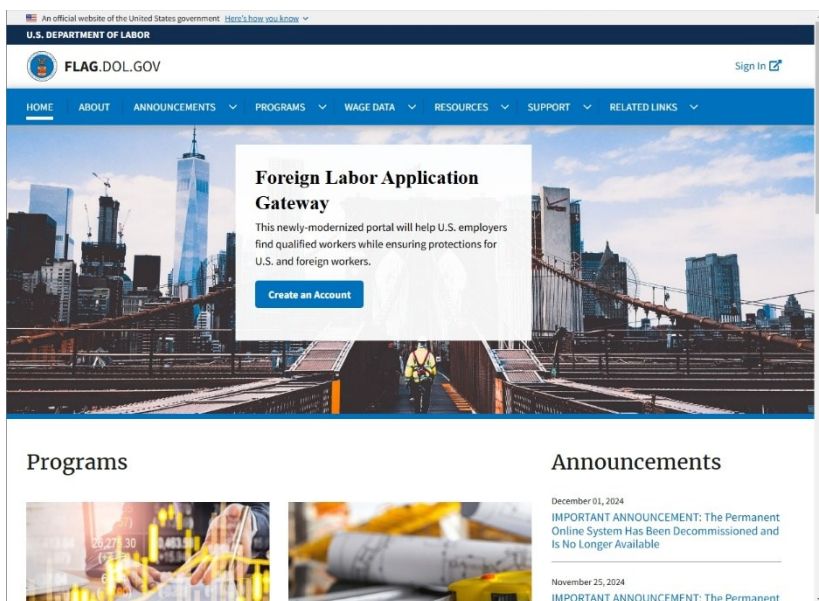 An official website of the United States government Here's how you know
U.S. DEPARTMENT OF LABOR
FLAG.DOL.GOV
Sign In
HOME ABOUT ANNOUNCEMENTS PROGRAMS WAGE DATA RESOURCES SUPPORT RELATED LINKS
Foreign Labor Application
Gateway
This newly-modernized portal will help U.S. employers
find qualified workers while ensuring protections for
U.S. and foreign workers.
Create an Account
Programs
Announcements
December 01, 2024
IMPORTANT ANNOUNCEMENT: The Permanent
Online System Has Been Decommissioned and
Is No Longer Available
November 25, 2024
IMPORTANT ANNOUNCEMENT: The Permanent